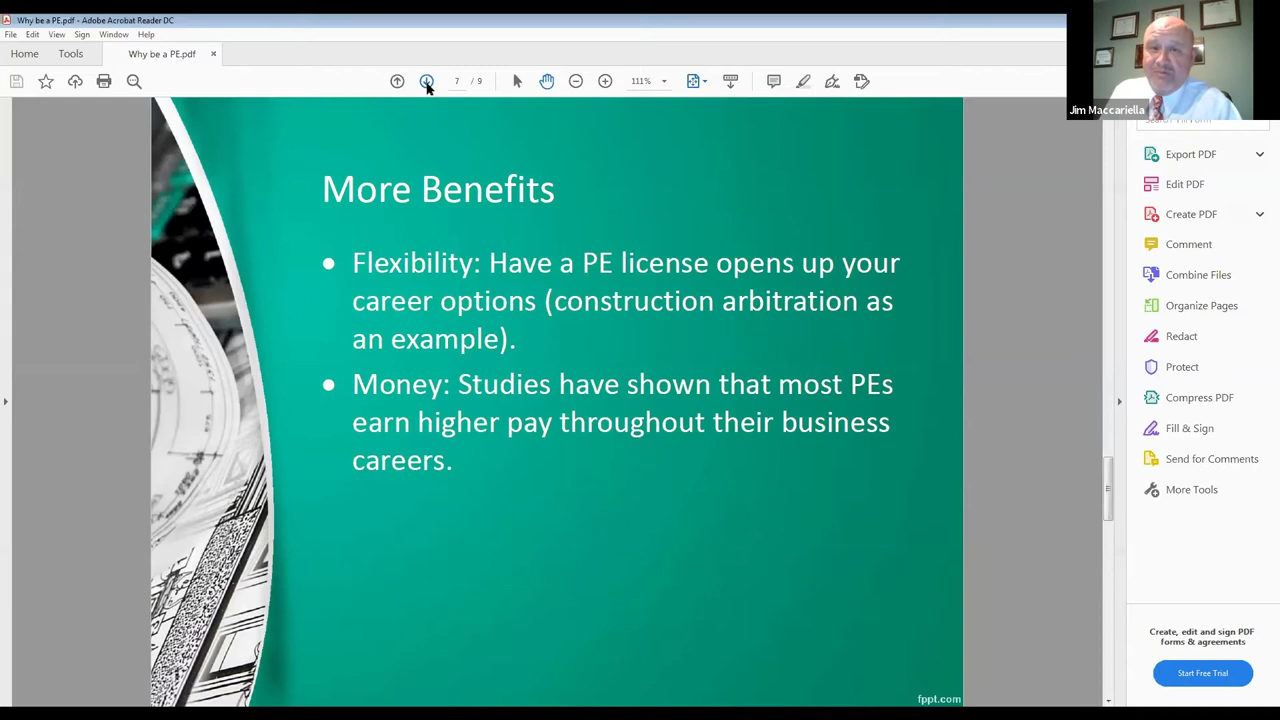 Why be a PE.pdf - Adobe Acrobat Reader DC
File Edit View Sign Window Help
Home Tools Why be a PE.pdf ×
7 / 9 111%
Jim Maccariella
More Benefits
• Flexibility: Have a PE license opens up your
career options (construction arbitration as
an example).
• Money: Studies have shown that most PEs
earn higher pay throughout their business
careers.
fppt.com
Export PDF
Edit PDF
Create PDF
Comment
Combine Files
Organize Pages
Redact
Protect
Compress PDF
Fill & Sign
Send for Comments
More Tools
Create, edit and sign PDF
forms & agreements
Start Free Trial